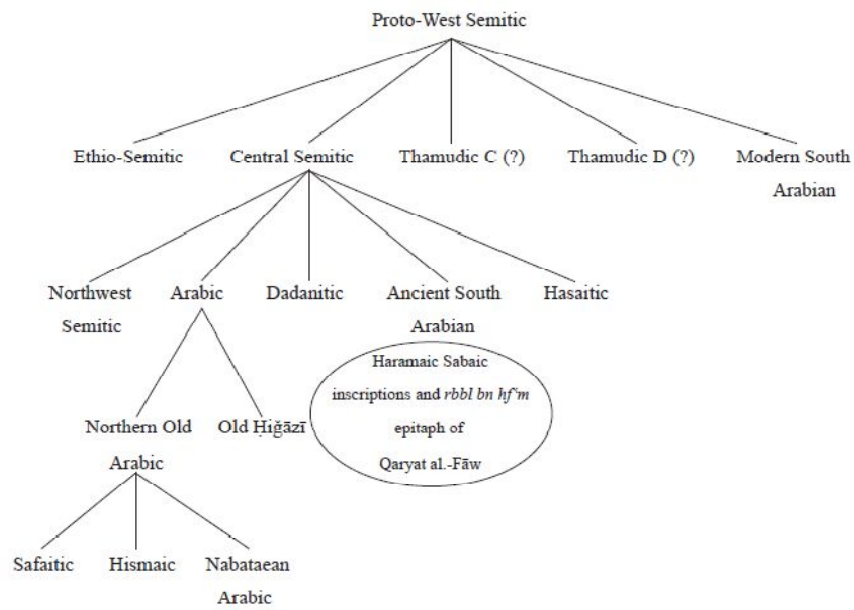 Proto-West Semitic
Ethio-Semitic Central Semitic Thamudic C (?) Thamudic D (?) Modern South
Arabian
Northwest Arabic Dadanitic Ancient South Hasaitic
Semitic Arabian
Haramaic Sabaic
inscriptions and rbbl bn hf'm
Northern Old Old Ḥiǧāzī epitaph of
Arabic Qaryat al.-Fāw
Safaitic Hismaic Nabataean
Arabic